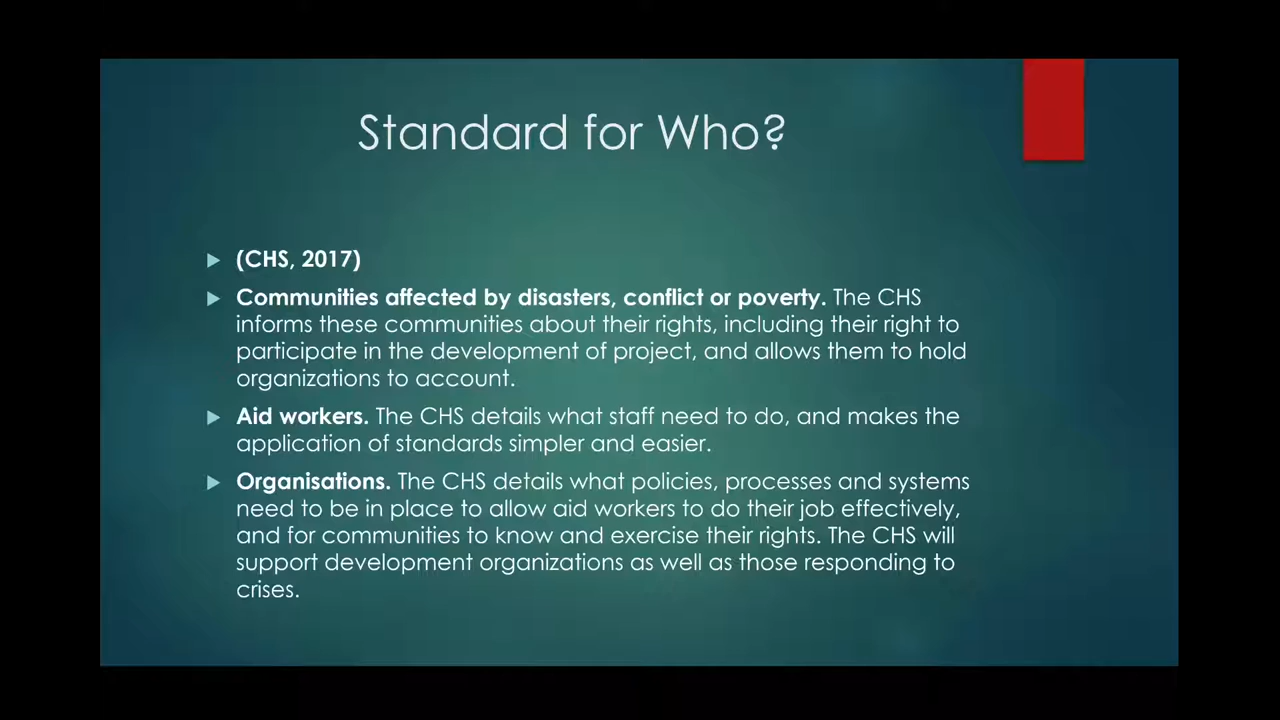 Standard for Who?
(CHS, 2017)
Communities affected by disasters, conflict or poverty. The CHS
informs these communities about their rights, including their right to
participate in the development of project, and allows them to hold
organizations to account.
Aid workers. The CHS details what staff need to do, and makes the
application of standards simpler and easier.
Organisations. The CHS details what policies, processes and systems
need to be in place to allow aid workers to do their job effectively,
and for communities to know and exercise their rights. The CHS will
support development organizations as well as those responding to
crises.